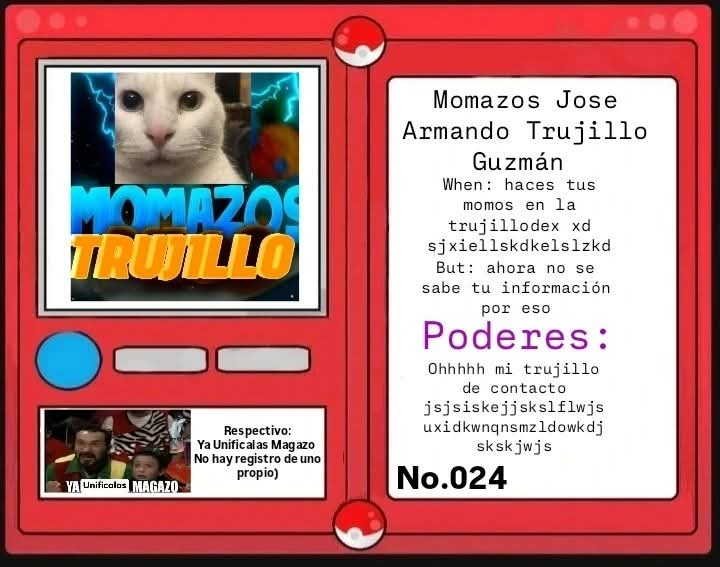 MOMAZOS
TRUJILLO
Momazos Jose
Armando Trujillo
Guzmán
When: haces tus
momos en la
trujillodex xd
sjxiellskdkelslzkd
But: ahora no se
sabe tu información
por eso
Poderes:
Ohhhhh mi trujillo
de contacto
jsjsiskejjskslflwjs
uxidkwnqnsmzldowkdj
skskjwjs
No.024
YA Unificalos MAGAZO
Respectivo:
Ya Unificalas Magazo
No hay registro de uno
propio)